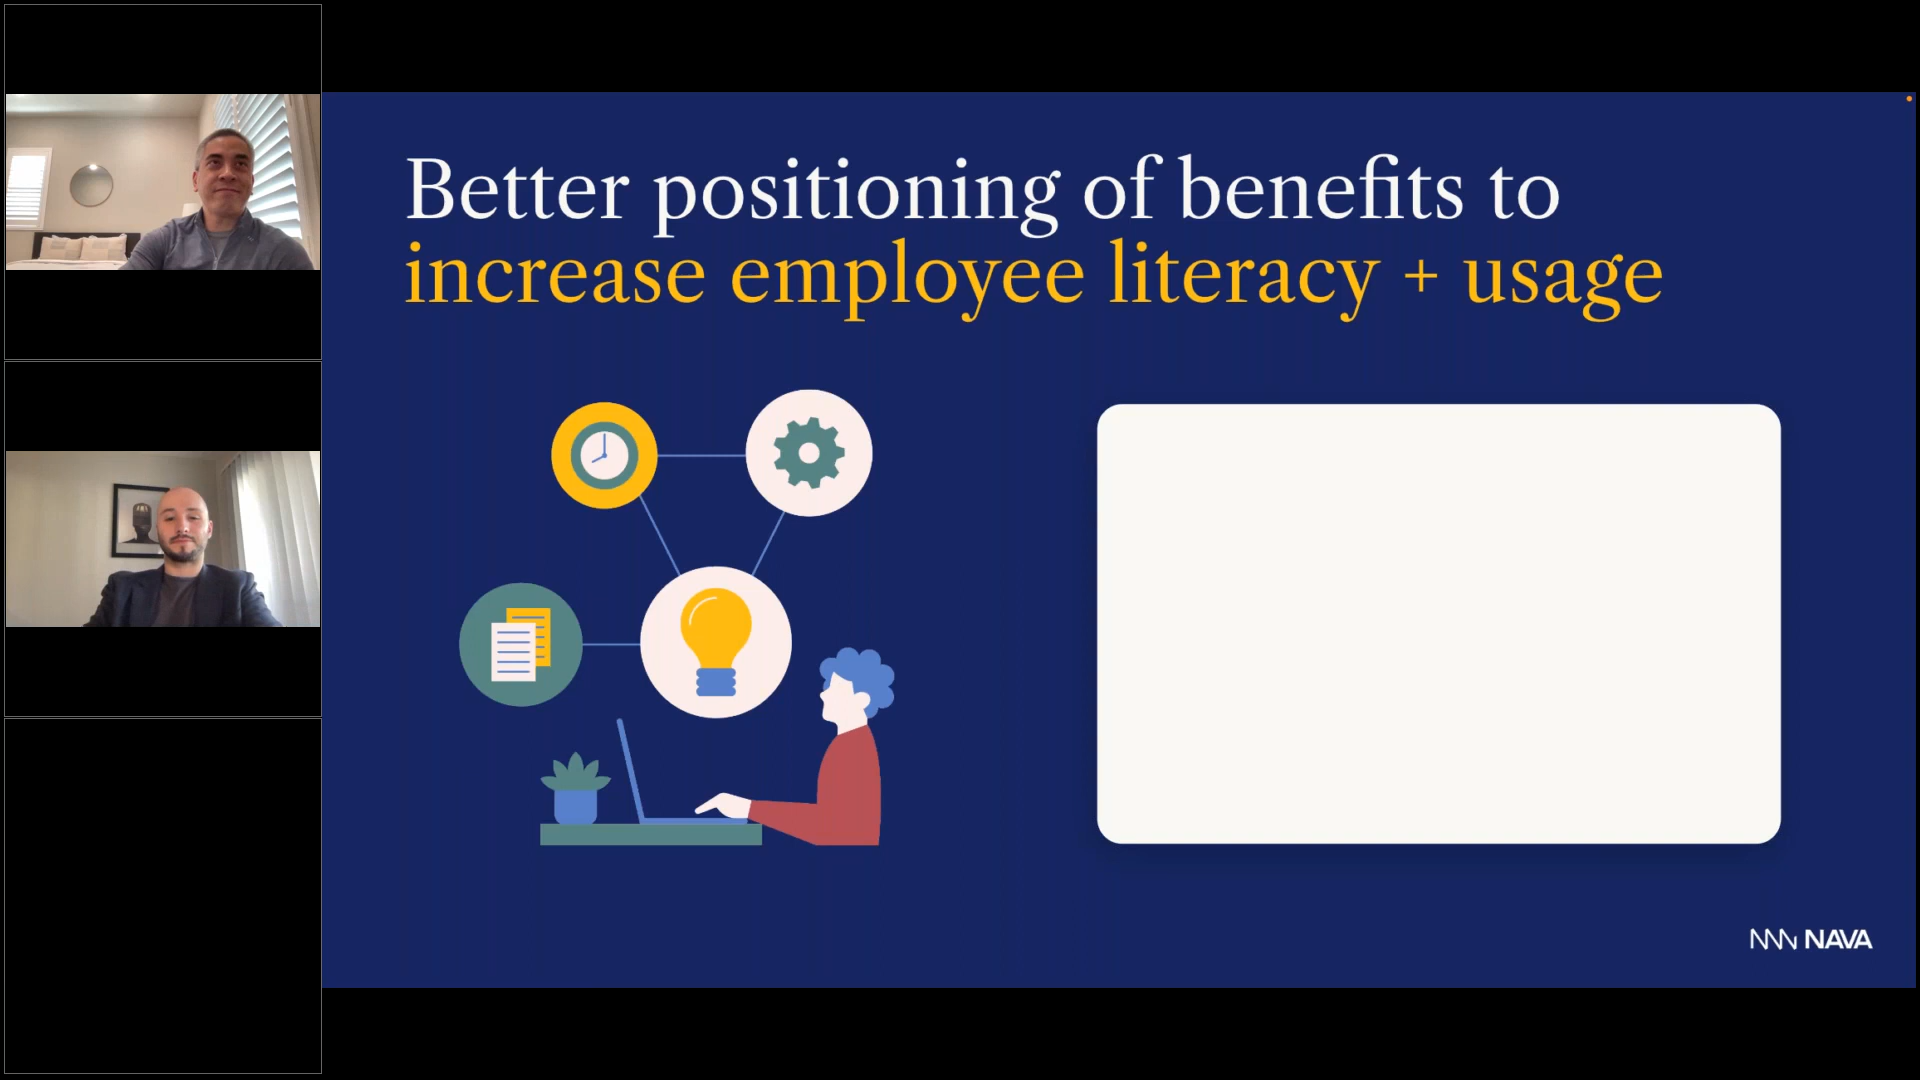 Better positioning of benefits to
increase employee literacy + usage
NAVA